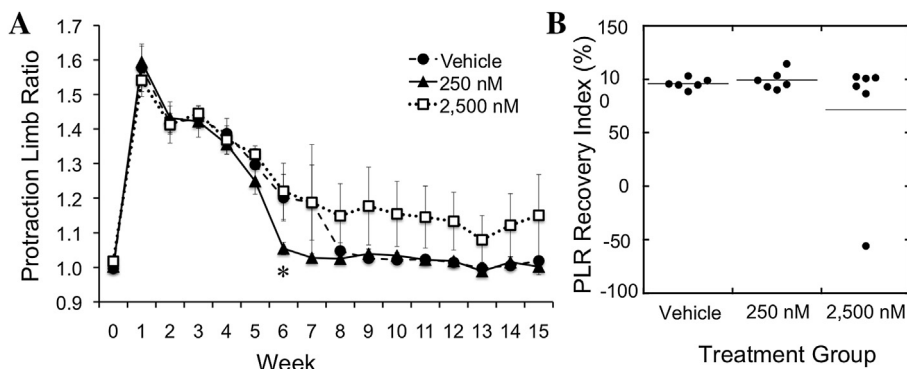 A
1.7
1.6
1.5
1.4
1.3
1.2
1.1
1.0
0.9
Protraction Limb Ratio
Vehicle
250 nM
2,500 nM
*
0 1 2 3 4 5 6 7 8 9 10 11 12 13 14 15
Week
B
PLR Recovery Index (%)
150
10
0
50
0
-50
-100
Vehicle 250 nM 2,500 nM
Treatment Group